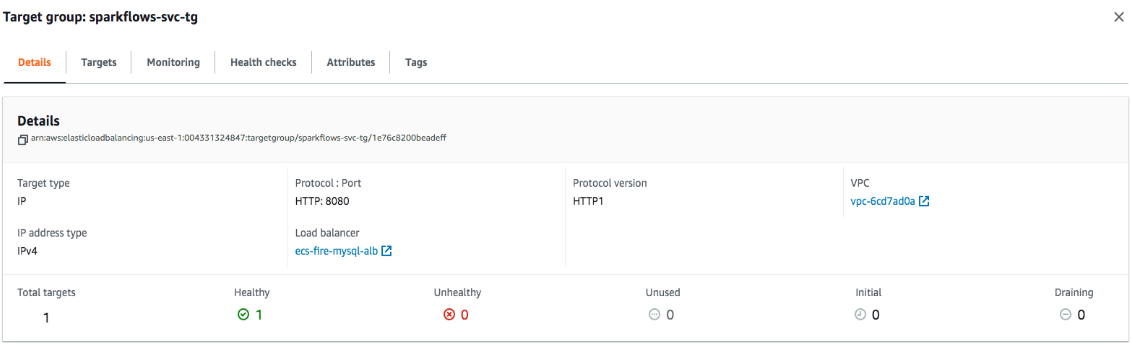 Target group: sparkflows-svc-tg
Details
Targets
Monitoring
Health checks
Attributes
Tags
Details
arn:aws:elasticloadbalancing:us-east-1:004331324847:targetgroup/sparkflows-svc-tg/1e76c8200beadeff
Target type
IP
Protocol : Port
HTTP: 8080
Protocol version
HTTP1
VPC
vpc-6cd7ad0a
IP address type
IPv4
Load balancer
ecs-fire-mysql-alb
Total targets
1
Healthy
1
Unhealthy
0
Unused
0
Initial
0
Draining
0